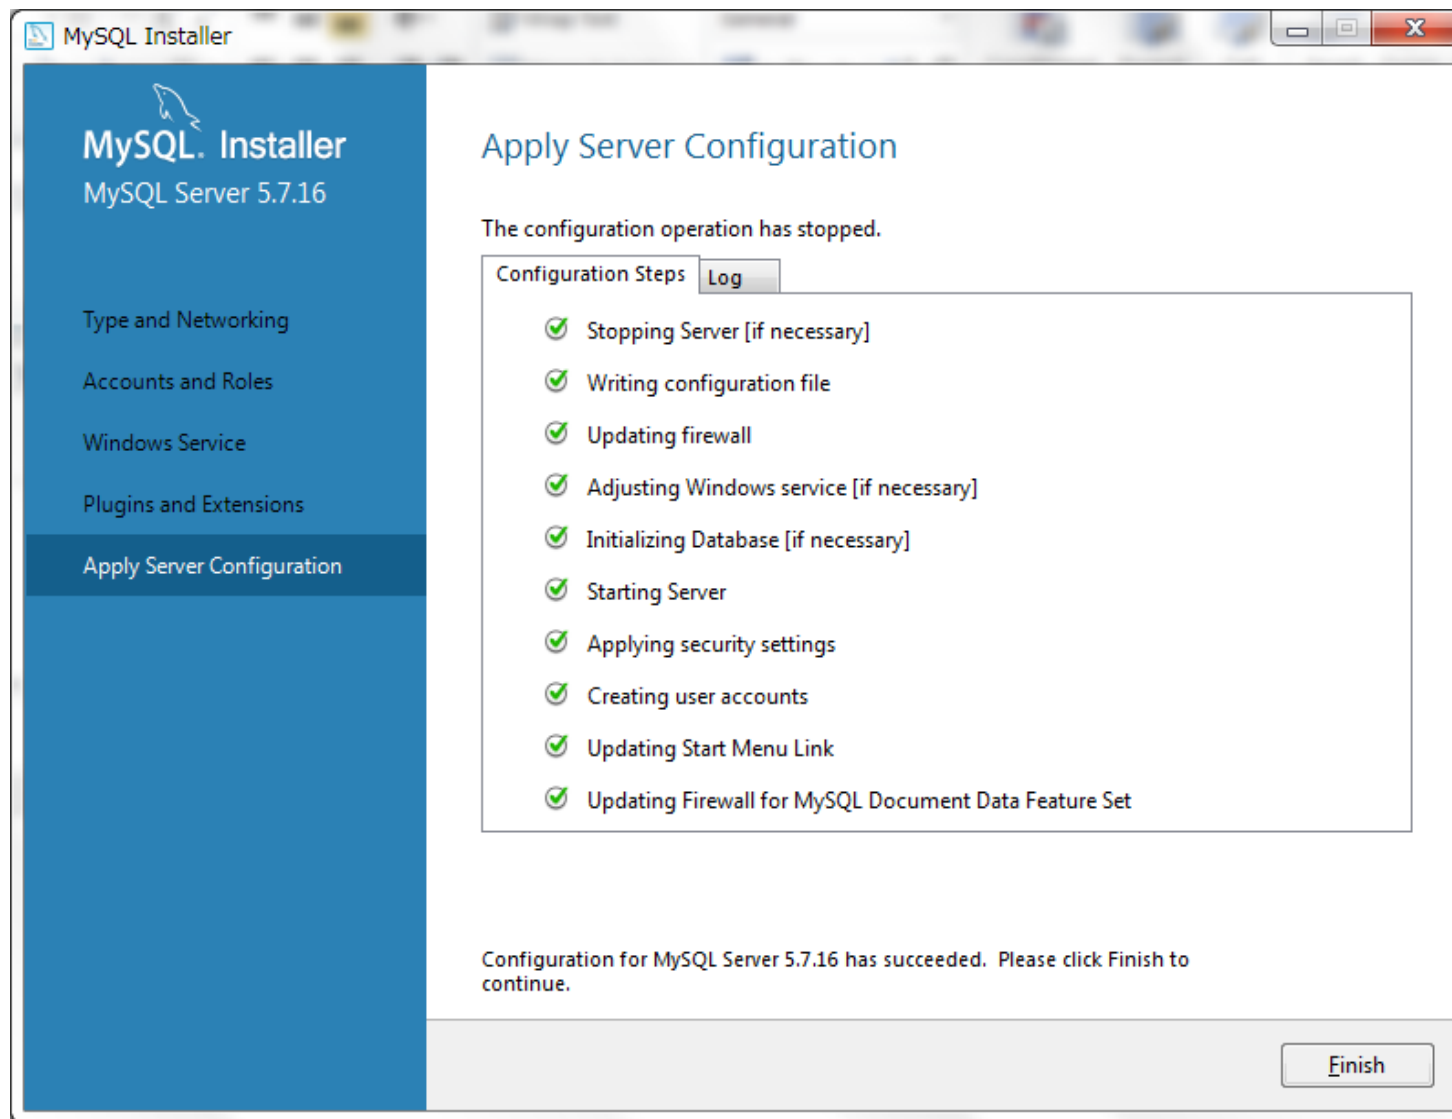 MySQL Installer
MySQL. Installer
MySQL Server 5.7.16
Type and Networking
Accounts and Roles
Windows Service
Plugins and Extensions
Apply Server Configuration
Apply Server Configuration
The configuration operation has stopped.
Configuration Steps
Log
Stopping Server [if necessary]
Writing configuration file
Updating firewall
Adjusting Windows service [if necessary]
Initializing Database [if necessary]
Starting Server
Applying security settings
Creating user accounts
Updating Start Menu Link
Updating Firewall for MySQL Document Data Feature Set
Configuration for MySQL Server 5.7.16 has succeeded. Please click Finish to
continue.
Finish